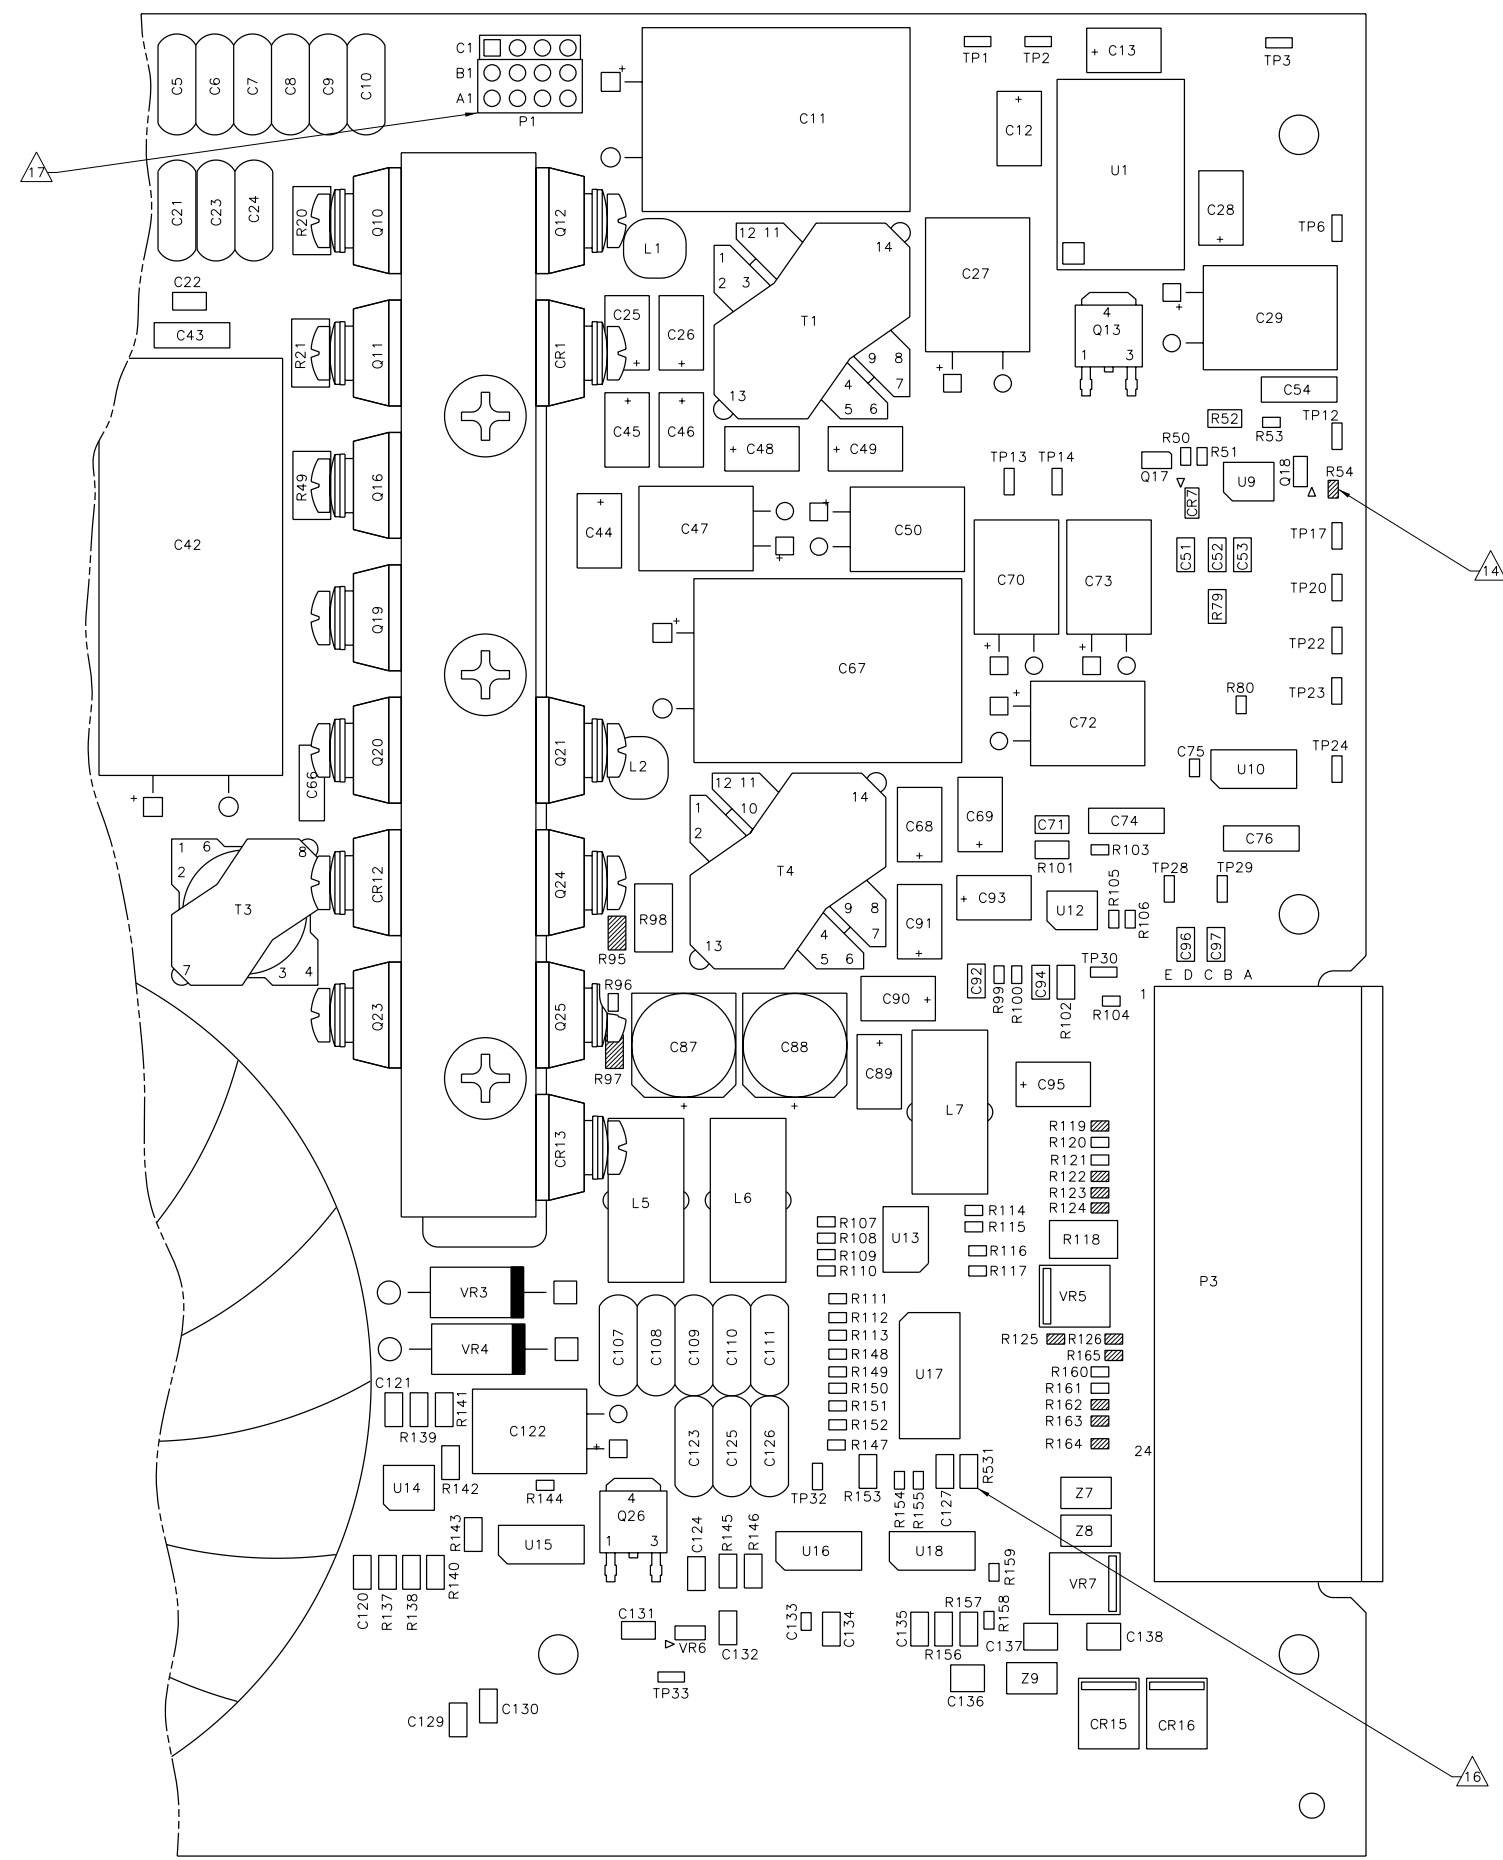 C5 C6 C7 C8 C9 C10
C1
B1
A1
P1
C11
TP1 TP2
+ C13
TP3
C12
U1
17
C21 C23 C24
R20
Q10
Q12
L1
12 11
1
2 3
14
C28
TP6
C27
C22
C43
R21
Q11
CR1
C25 C26
T1
9 8
7
4
5 6
13
4
Q13
1 3
C29
C54
C42
R49
Q16
C45 C46
+ C48
+ C49
R52
R53
TP12
R50 R51
TP13 TP14
Q17
U9
Q18
R54
CR7
C44
C47
C50
TP17
14
C51 C52 C53
C70 C73
TP20
R79
Q19
C67
TP22
TP23
R80
C72
Q20
Q21
L2
C66
TP24
C75
U10
12 11
1 10
2
14
C68
C69
C71
C74
C76
R103
R101
T3
1 6
2
8
7
3 4
CR12
Q24
R98
R95
T4
9 8
7
4
5 6
13
C91
+ C93
U12
R105
R106
TP28 TP29
C96 C97
E D C B A
TP30
R96
C90 +
C92
R99
R100
C94
R102
R104
1
Q23
Q25
R97
C87
C88
C89
L7
+ C95
R119
R120
R121
R122
R123
R124
CR13
L5
L6
R107
R108
R109
R110
U13
R114
R115
R116
R117
R118
P3
VR3
VR5
VR4
R111
R112
R113
R148
R149
R150
R151
R152
R147
C107 C108 C109 C110 C111
U17
R125 R126
R165
R160
R161
R162
R163
R164
24
C121
R139
R141
C122
C123 C125 C126
R142
U14
R144
TP32
R153
R154
R155
C127
R531
Z7
4
Q26
1 3
R143
U15
C124
R145
R146
U16
U18
Z8
R159
VR7
C120
R137
R138
R140
C131
VR6
C132
C133
C134
C135
R156
R157
R158
C137
C138
TP33
C136
Z9
C129
C130
CR15 CR16
16